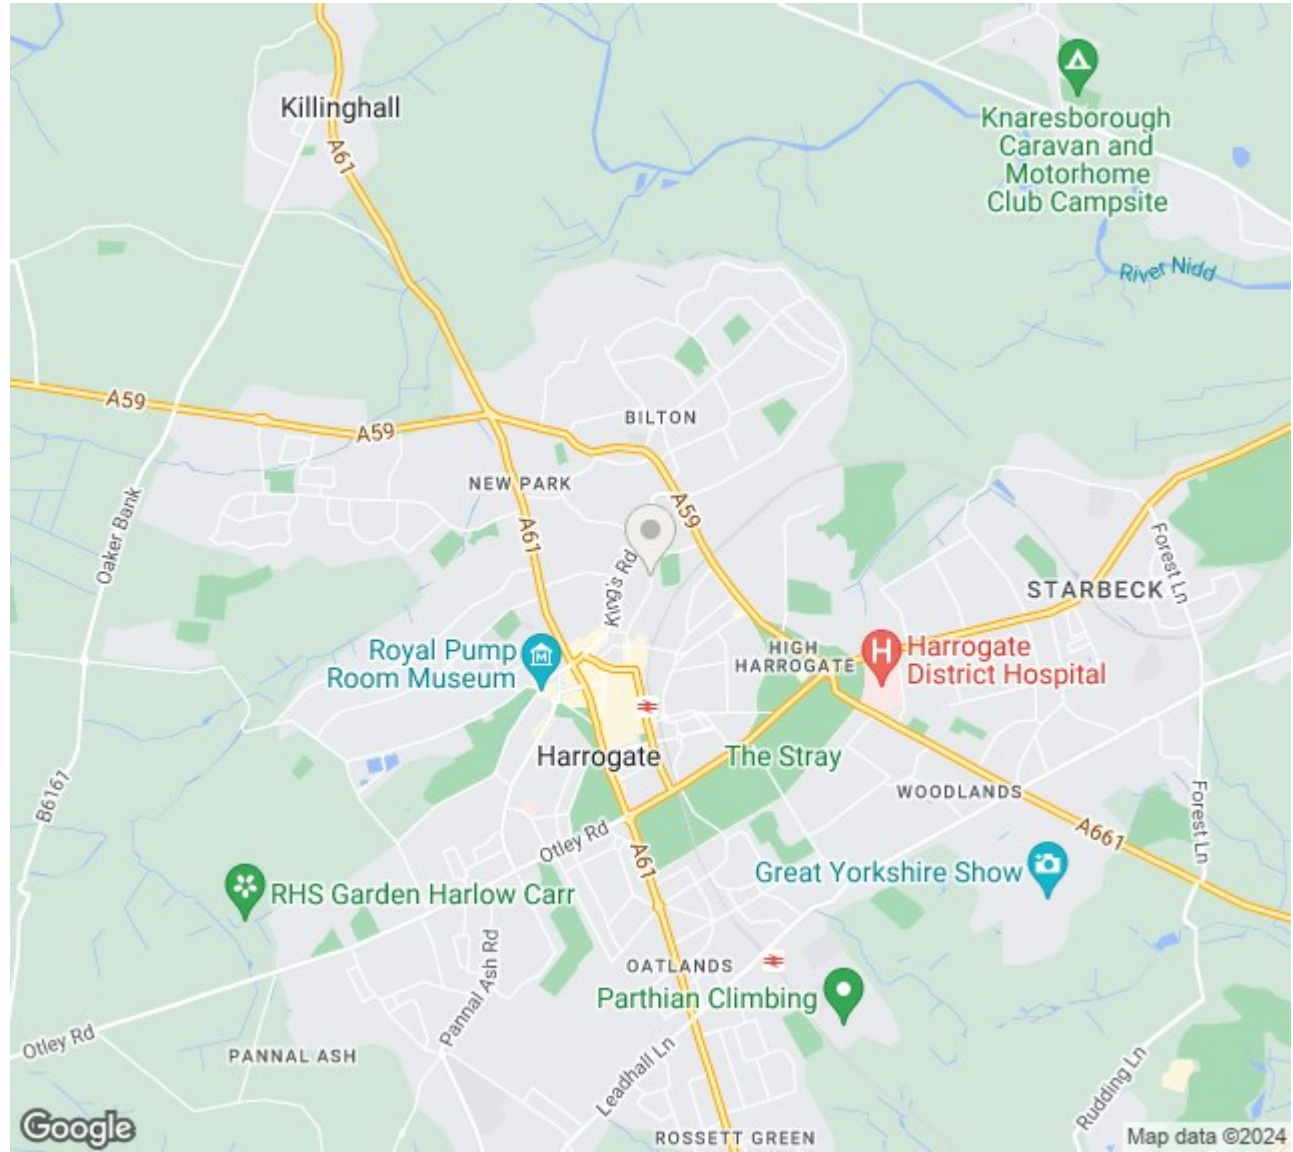 Killinghall
A61
Knaresborough
Caravan and
Motorhome
Club Campsite
River Nidd
A59
A59
BILTON
NEW PARK
A59
A61
Oaker Bank
King's Rd
Forest Ln
STARBECK
Royal Pump
Room Museum
HIGH
HARROGATE
H
Harrogate
District Hospital
M
Harrogate
The Stray
B6161
WOODLANDS
Forest Ln
A661
Otley Rd
A61
Great Yorkshire Show
RHS Garden Harlow Carr
Pannal Ash Rd
OATLANDS
Parthian Climbing
Otley Rd
PANNAL ASH
Leadhall Ln
Rudding Ln
ROSSETT GREEN
Google
Map data ©2024